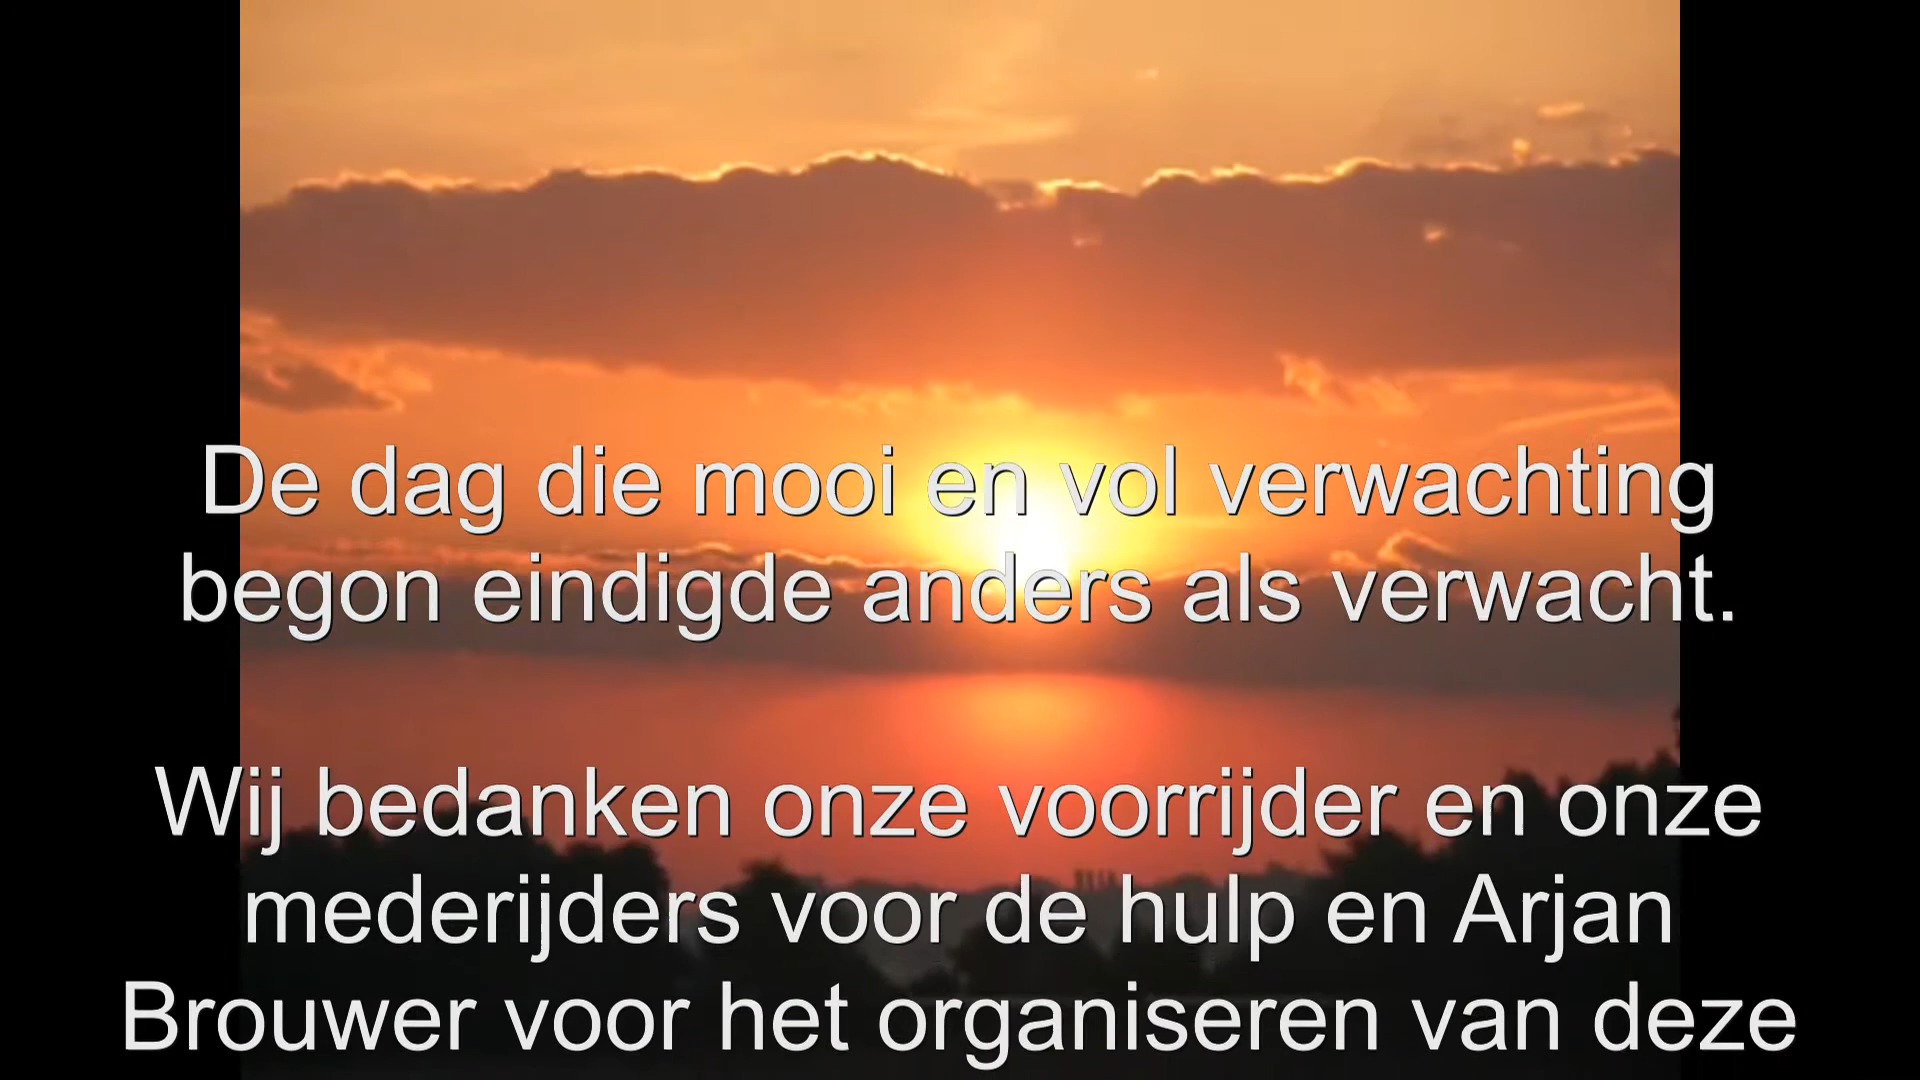 De dag die mooi en vol verwachting
begon eindigde anders als verwacht.
Wij bedanken onze voorrijder en onze
mederijders voor de hulp en Arjan
Brouwer voor het organiseren van deze